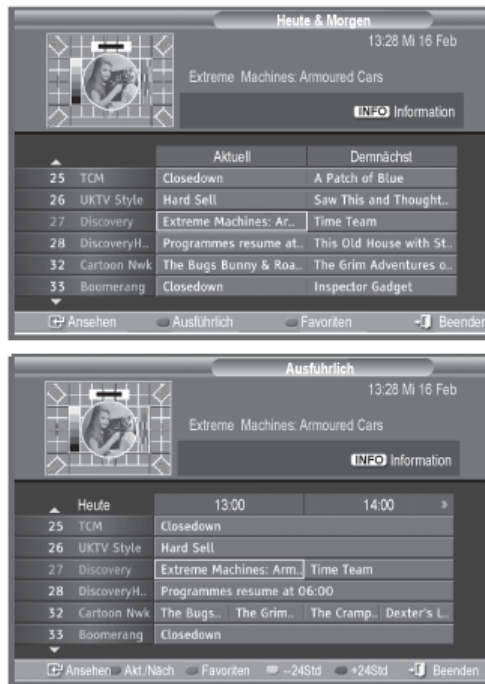 Heute & Morgen
13:28 Mi 16 Feb
Extreme Machines: Armoured Cars
INFO Information
Aktuell Demnächst
25 TCM Closedown A Patch of Blue
26 UKTV Style Hard Sell Saw This and Thought..
27 Discovery Extreme Machines: Ar.. Time Team
28 DiscoveryH.. Programmes resume at.. This Old House with St..
32 Cartoon Nwk The Bugs Bunny & Roa.. The Grim Adventures o..
33 Boomerang Closedown Inspector Gadget
Ansehen Ausführlich Favoriten Beenden
Ausfuhrlich
13:28 Mi 16 Feb
Extreme Machines: Armoured Cars
INFO Information
Heute 13:00 14:00 »
25 TCM Closedown
26 UKTV Style Hard Sell
27 Discovery Extreme Machines: Arm.. Time Team
28 DiscoveryH.. Programmes resume at 06:00
32 Cartoon Nwk The Bugs.. The Grim.. The Cramp.. Dexter's L..
33 Boomerang Closedown
Ansehen Akt./Näch Favoriten --24Std +24Std Beenden